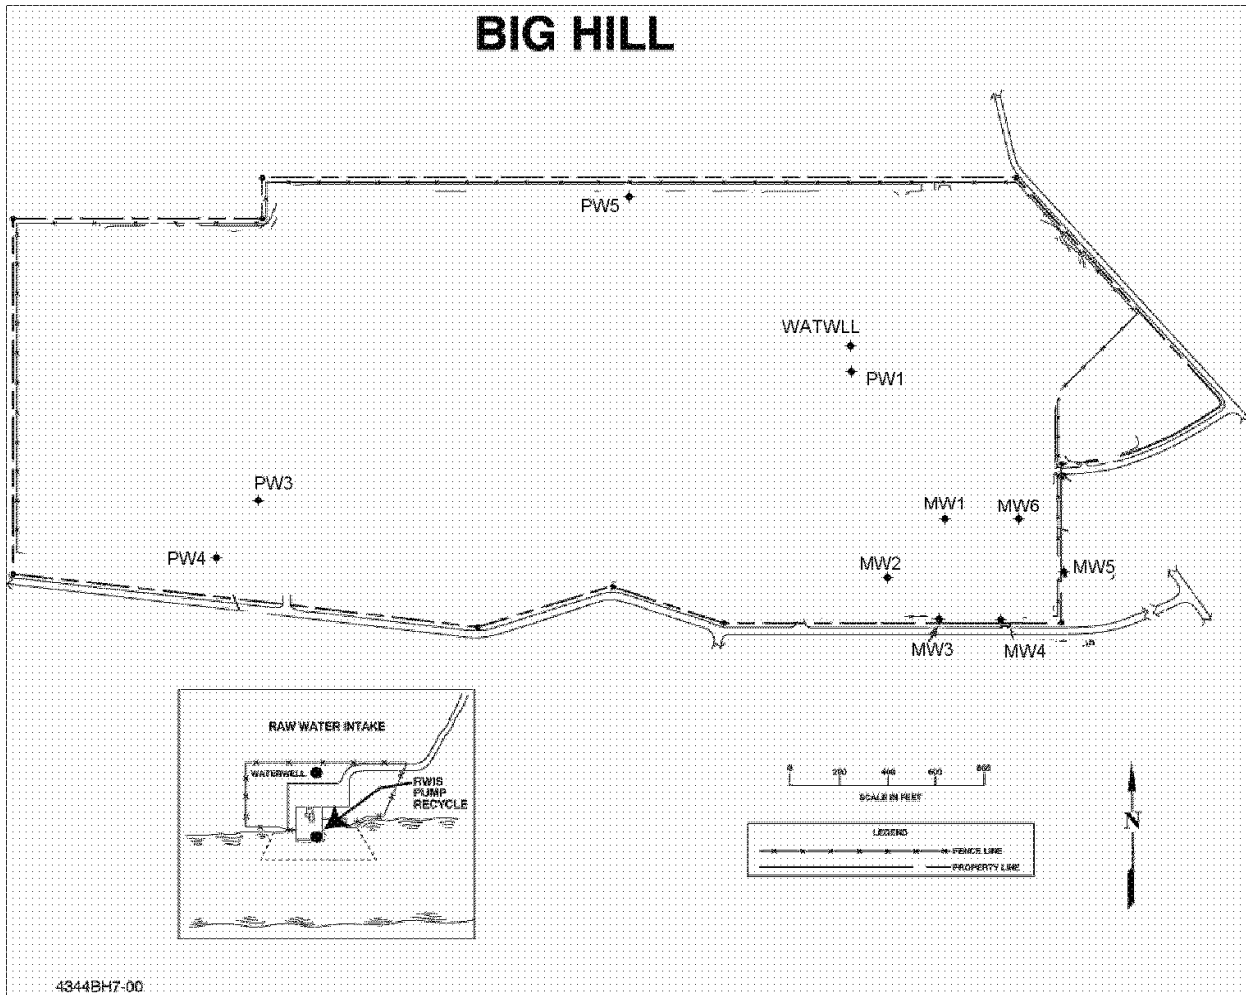 BIG HILL
PW5
WATWLL
PW1
PW3
MW1
MW6
PW4
MW2
MW5
MW3
MW4
RAW WATER INTAKE
WATERWELL
RWIS
PUMP
RECYCLE
0 200 400 600 800
SCALE IN FEET
LEGEND
FENCE LINE
PROPERTY LINE
N
4344BH7-00